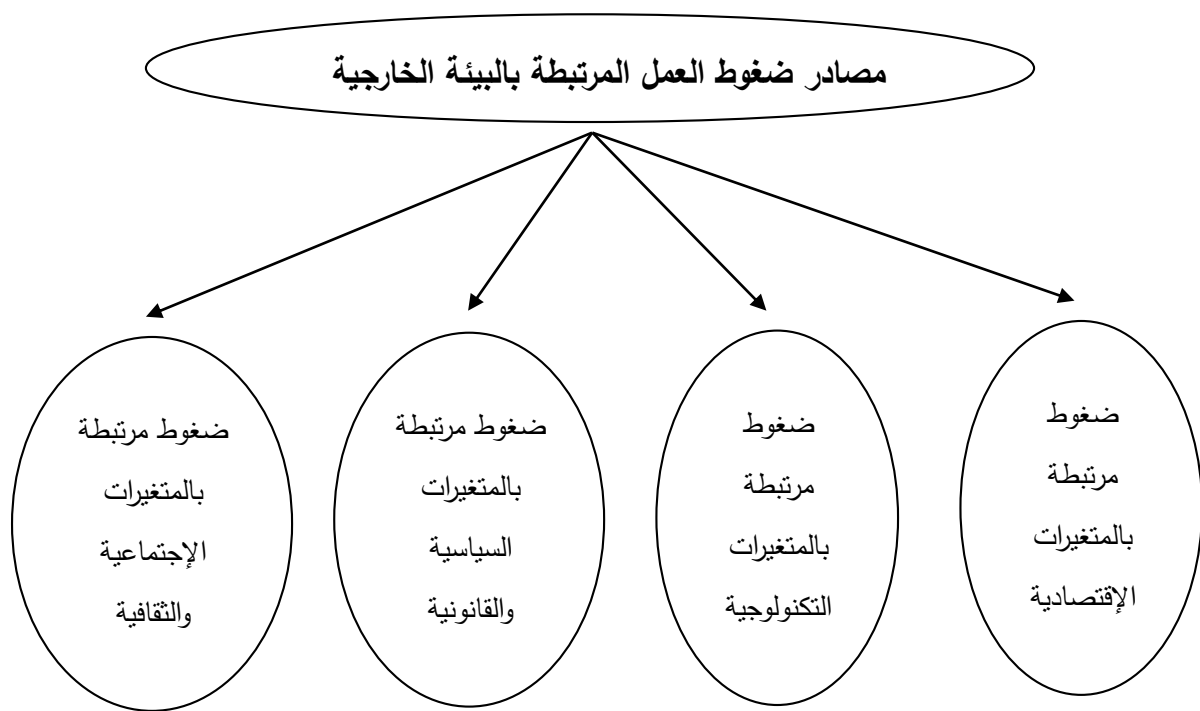 مصادر ضغوط العمل المرتبطة بالبيئة الخارجية
ضغوط
مرتبطة
بالمتغيرات
الإقتصادية
ضغوط
مرتبطة
بالمتغيرات
التكنولوجية
ضغوط مرتبطة
بالمتغيرات
السياسية
والقانونية
ضغوط مرتبطة
بالمتغيرات
الإجتماعية
والثقافية